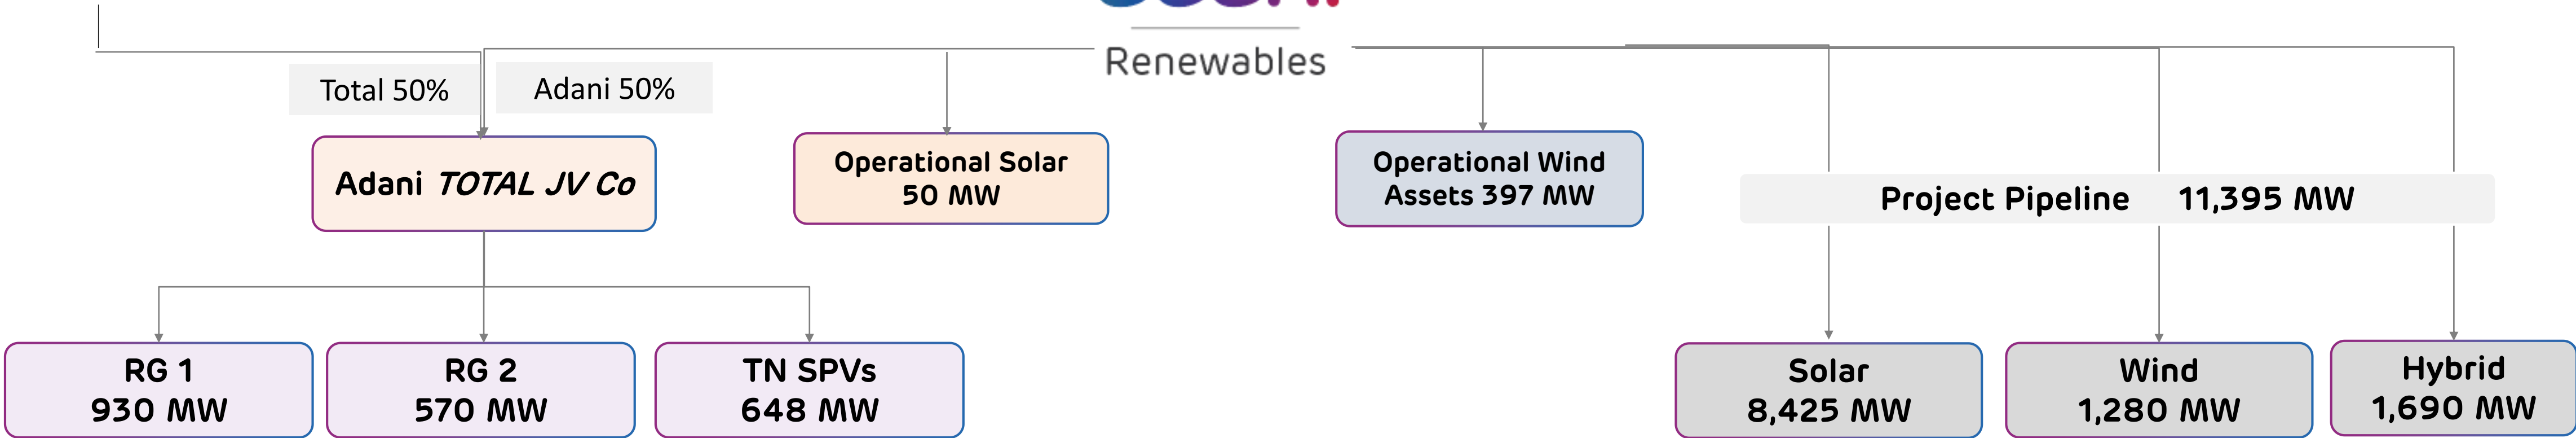 Renewables
Total 50%
Adani 50%
Adani TOTAL JV Co
Operational Solar
50 MW
Operational Wind
Assets 397 MW
Project Pipeline 11,395 MW
RG 1
930 MW
RG 2
570 MW
TN SPVs
648 MW
Solar
8,425 MW
Wind
1,280 MW
Hybrid
1,690 MW